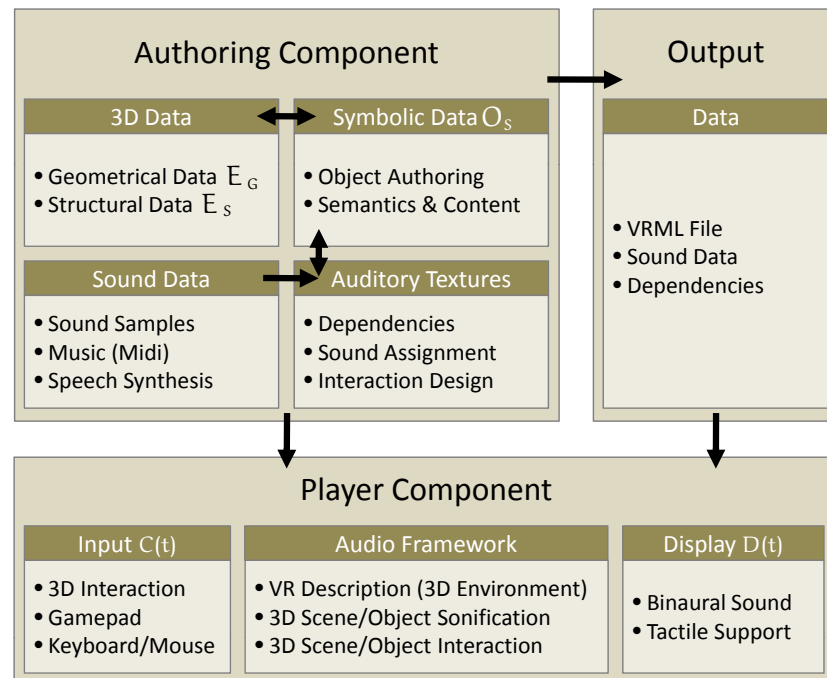 Authoring Component
3D Data
• Geometrical Data E_G
• Structural Data E_S
Symbolic Data O_S
• Object Authoring
• Semantics & Content
Sound Data
• Sound Samples
• Music (Midi)
• Speech Synthesis
Auditory Textures
• Dependencies
• Sound Assignment
• Interaction Design
Output
Data
• VRML File
• Sound Data
• Dependencies
Player Component
Input C(t)
• 3D Interaction
• Gamepad
• Keyboard/Mouse
Audio Framework
• VR Description (3D Environment)
• 3D Scene/Object Sonification
• 3D Scene/Object Interaction
Display D(t)
• Binaural Sound
• Tactile Support